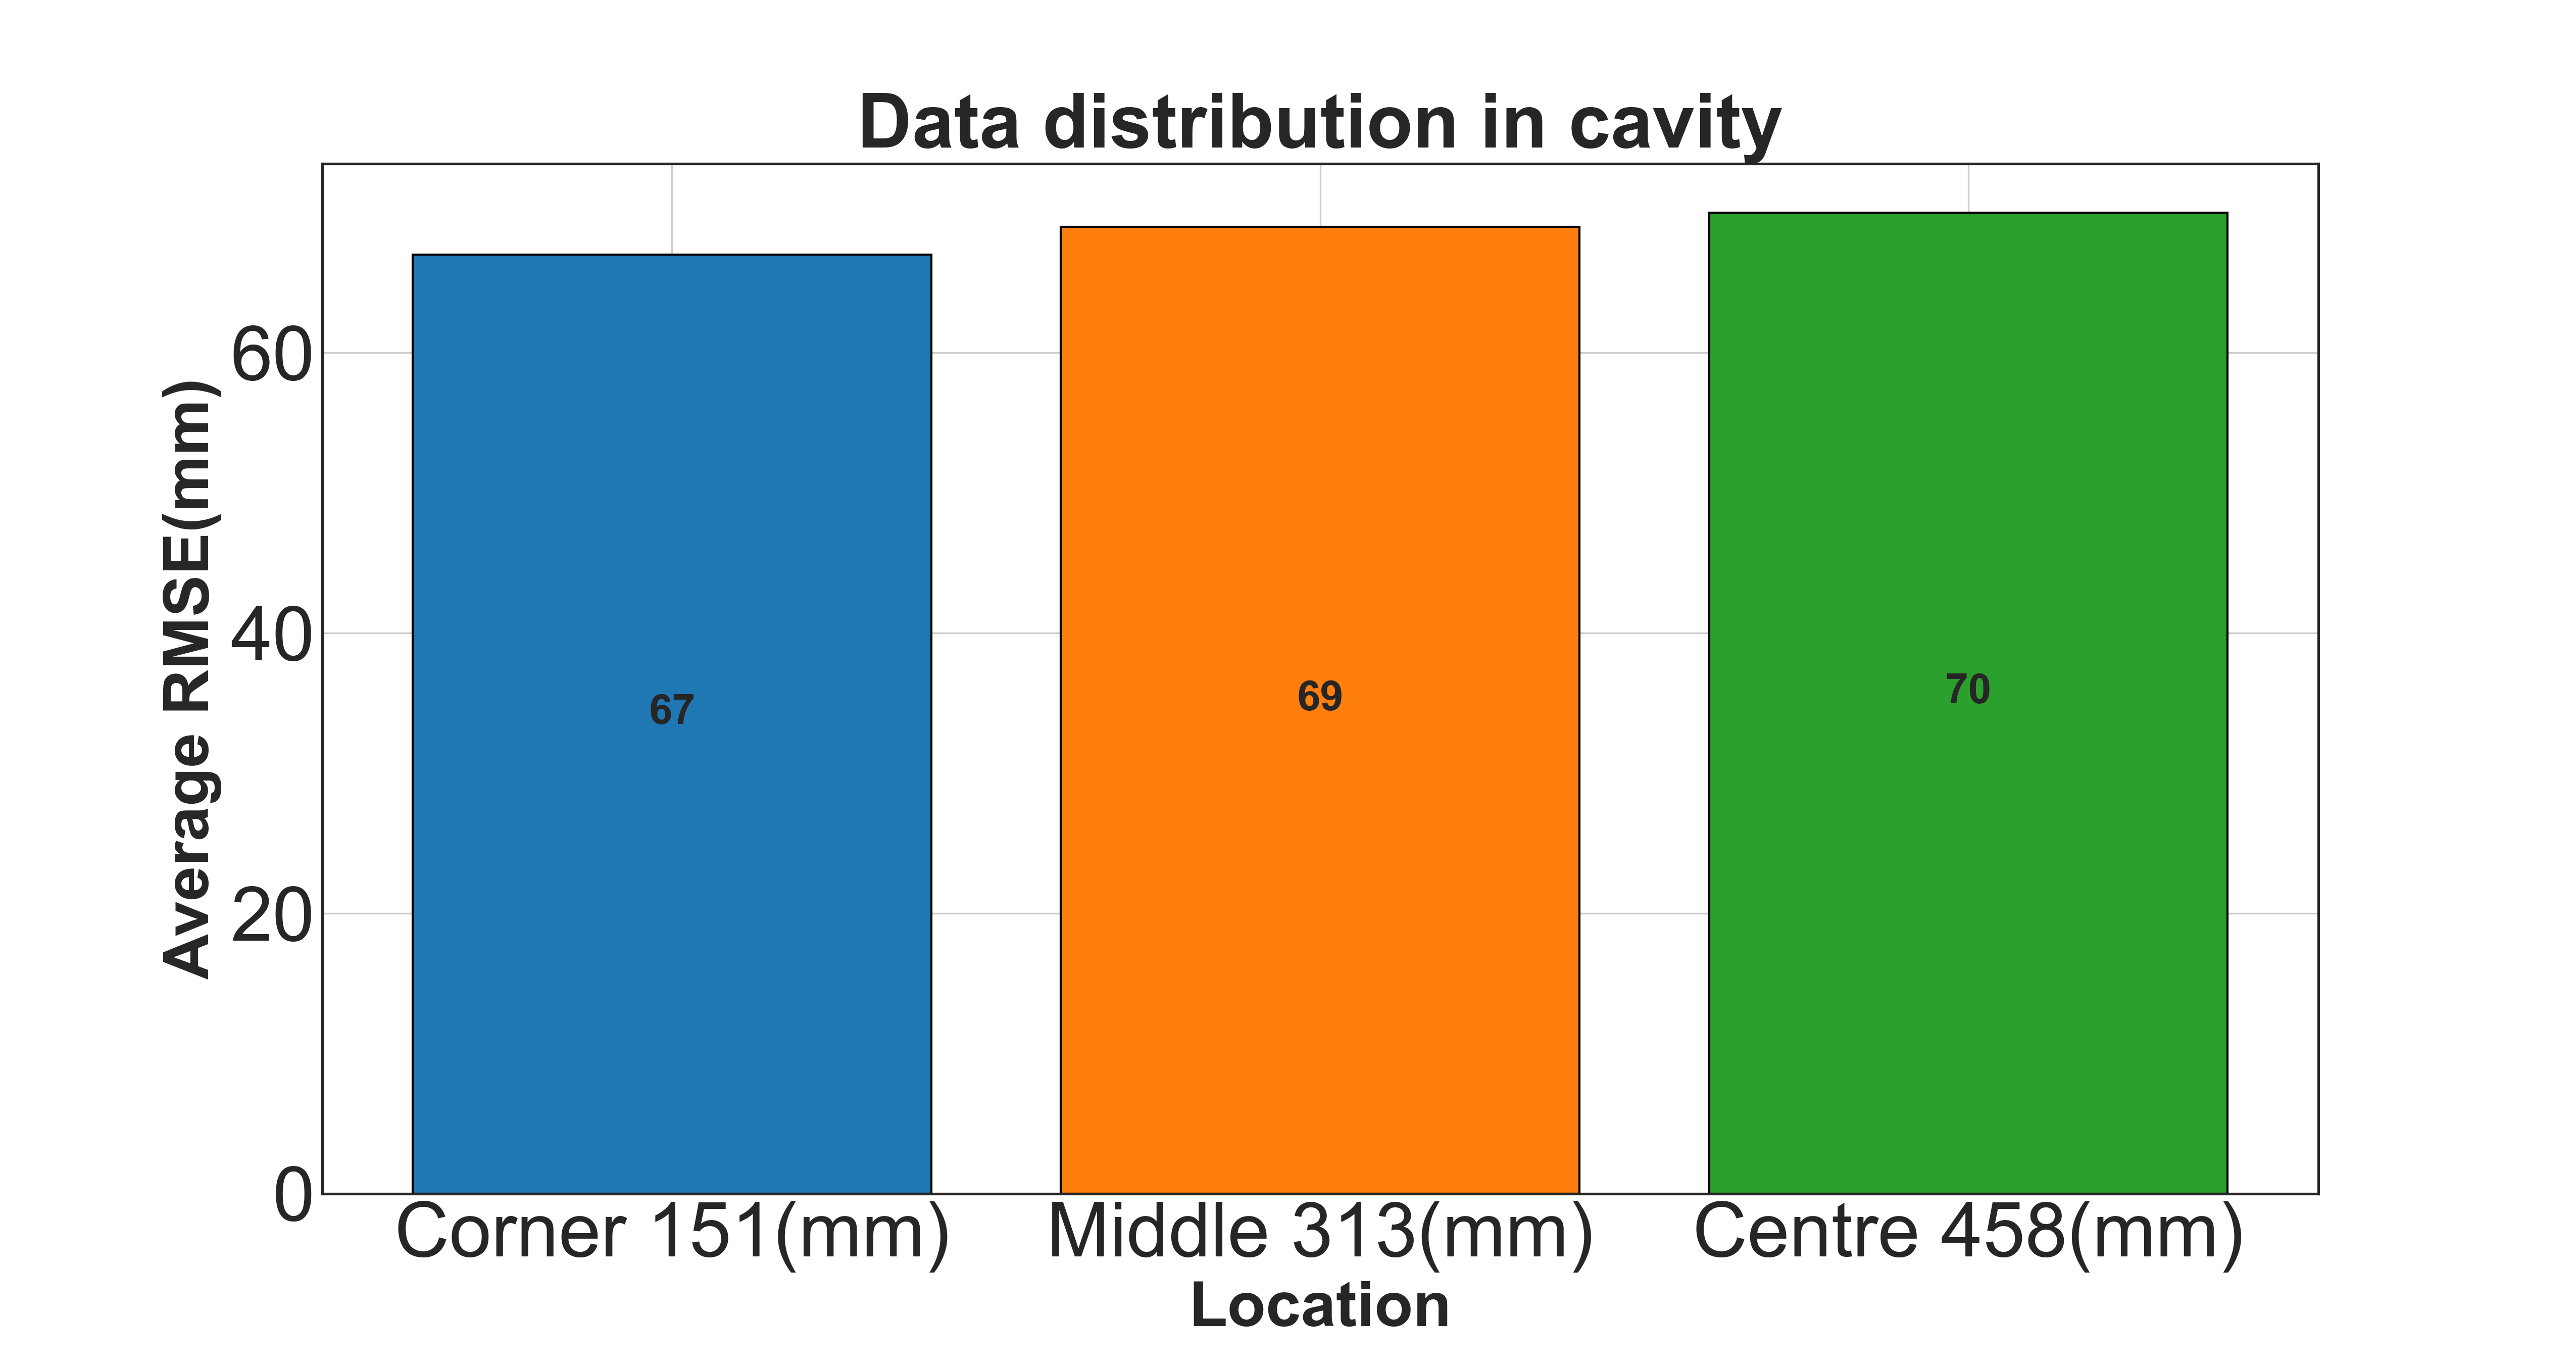 Data distribution in cavity
Average RMSE(mm)
60
40
20
0
67
69
70
Corner 151(mm)
Middle 313(mm)
Centre 458(mm)
Location